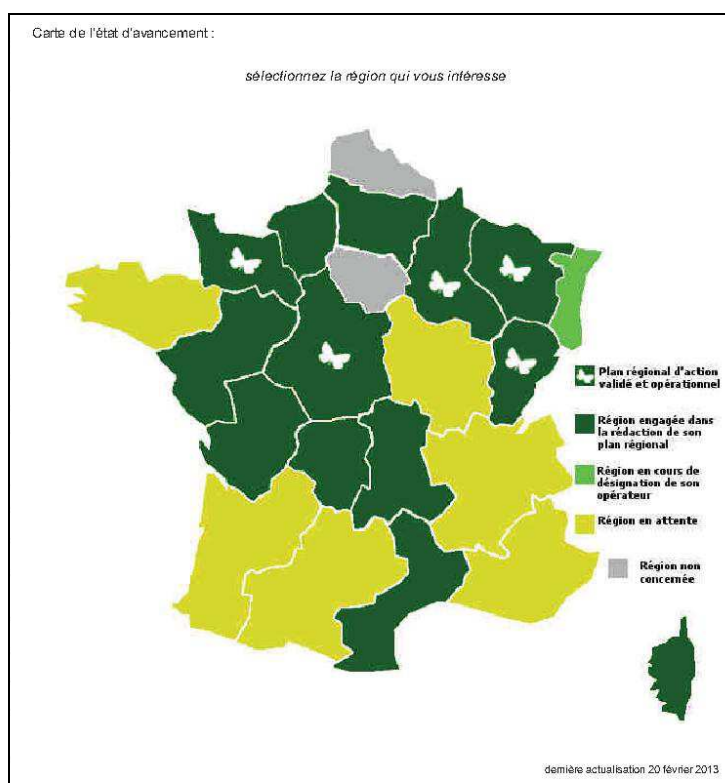 Carte de l'état d'avancement :
sélectionnez la région qui vous intéresse
Plan régional d'action
validé et opérationnel
Région engagée dans
la rédaction de son
plan régional
Région en cours de
désignation de son
opérateur
Région en attente
Région non
concernée
dernière actualisation 20 février 2013